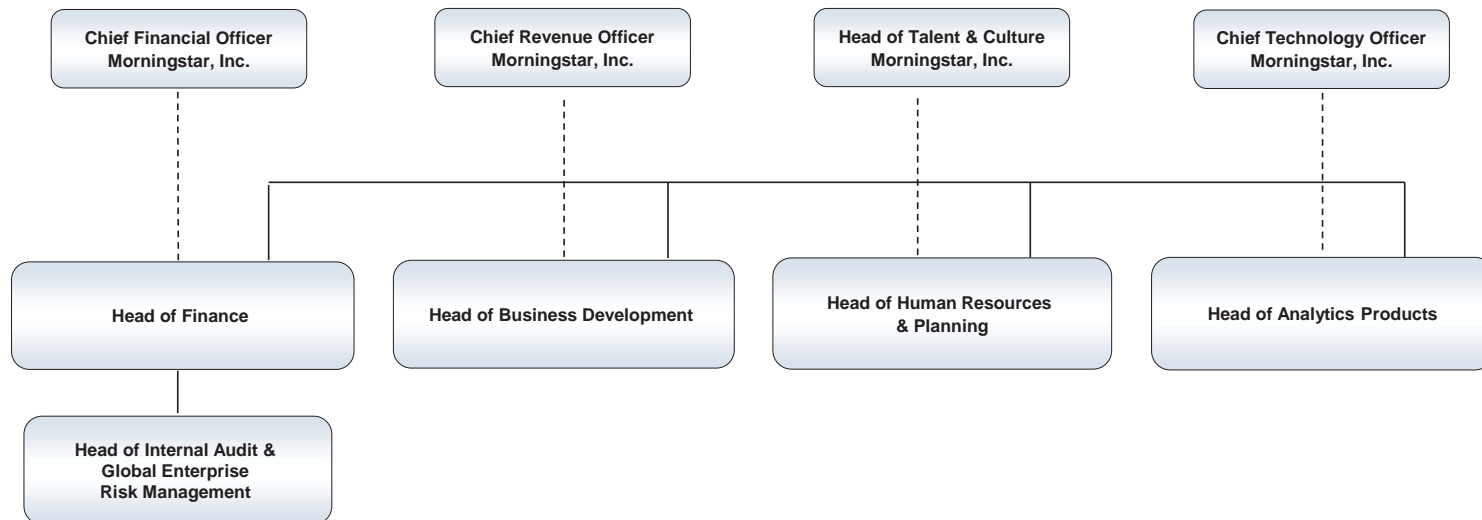 Chief Financial Officer
Morningstar, Inc.
Chief Revenue Officer
Morningstar, Inc.
Head of Talent & Culture
Morningstar, Inc.
Chief Technology Officer
Morningstar, Inc.
Head of Finance
Head of Business Development
Head of Human Resources
& Planning
Head of Analytics Products
Head of Internal Audit &
Global Enterprise
Risk Management